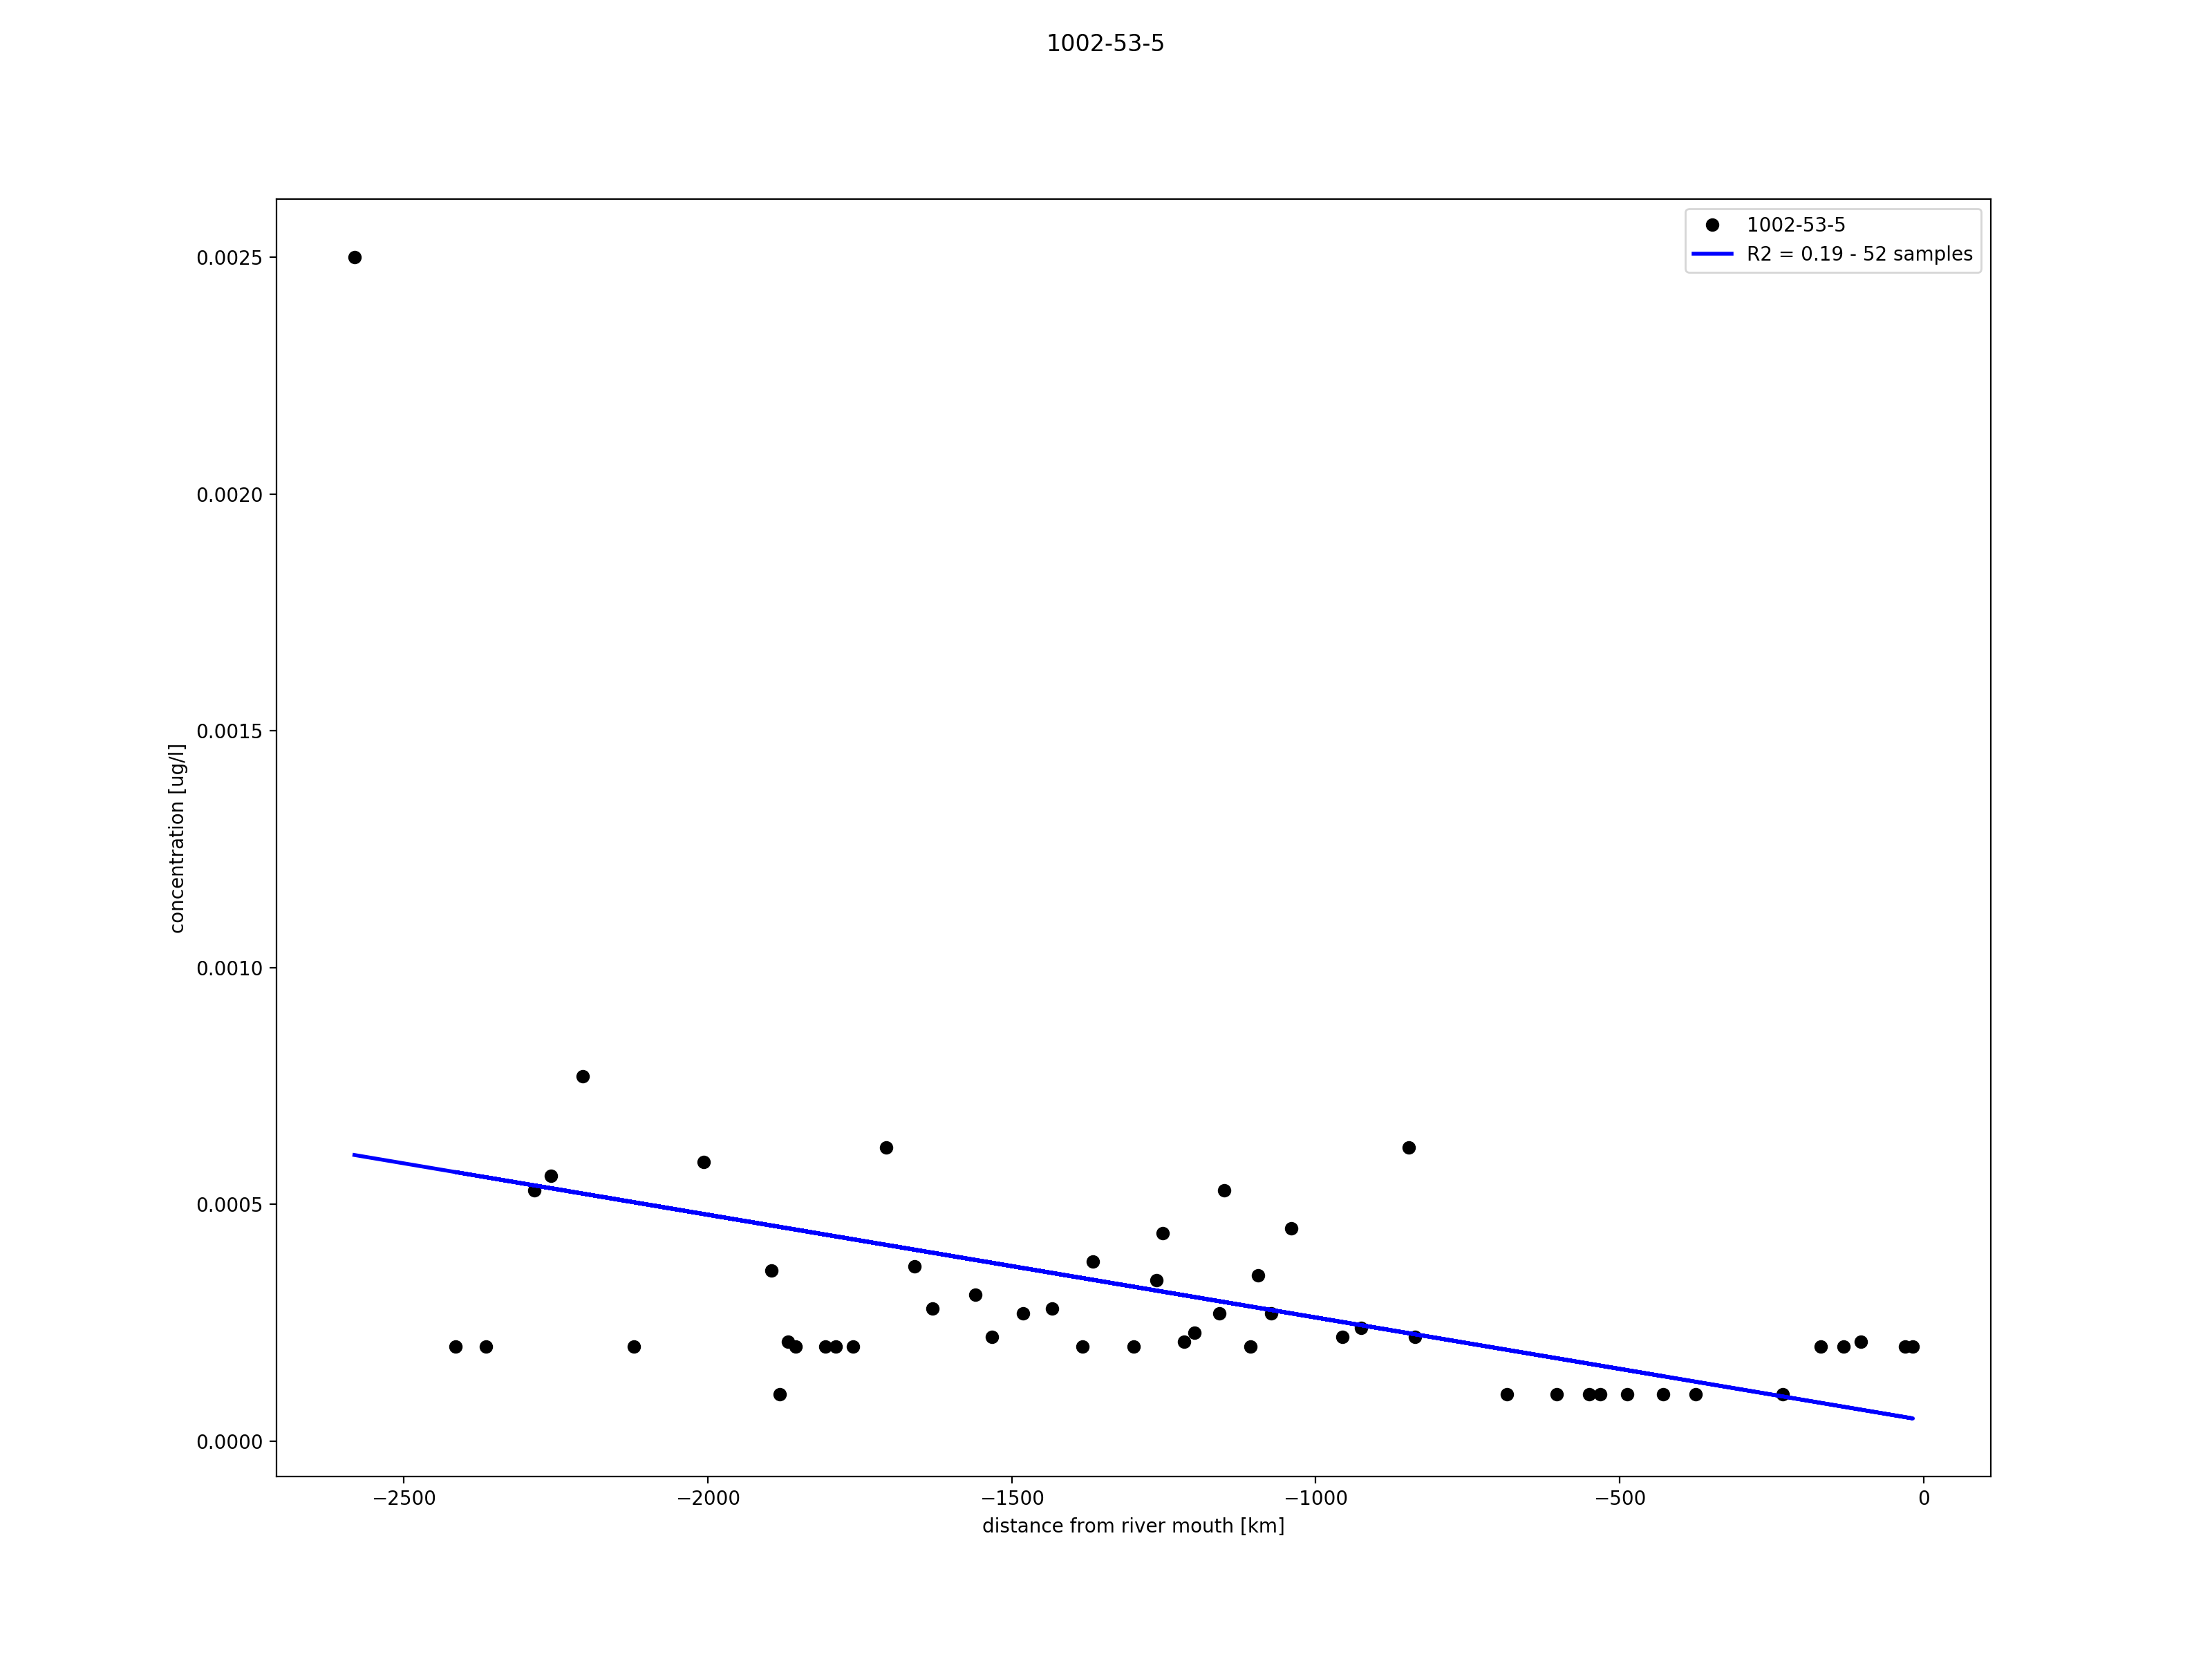 1002-53-5
1002-53-5
R2 = 0.19 - 52 samples
concentration [ug/l]
0.0025
0.0020
0.0015
0.0010
0.0005
0.0000
−2500 −2000 −1500 −1000 −500 0
distance from river mouth [km]